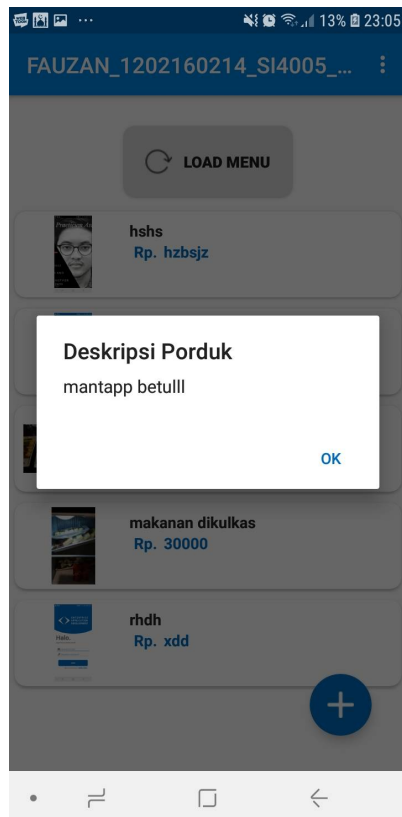 13% 23:05
FAUZAN_1202160214_SI4005_...
LOAD MENU
hshs
Rp. hzbsjz
Deskripsi Porduk
mantapp betulll
OK
makanan dikulkas
Rp. 30000
rhdh
Rp. xdd
Hello.